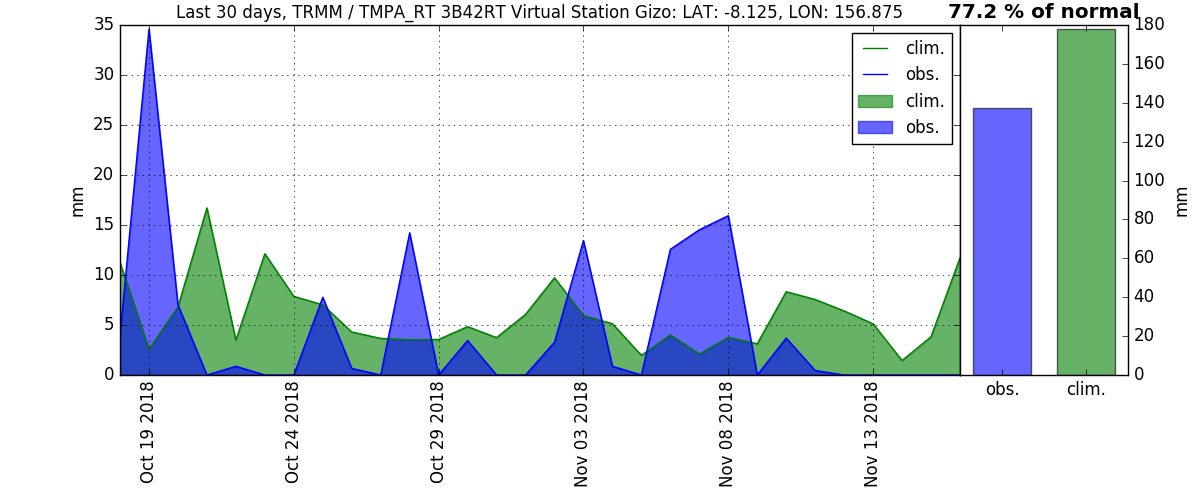 Last 30 days, TRMM / TMPA_RT 3B42RT Virtual Station Gizo: LAT: -8.125, LON: 156.875
77.2 % of normal
35
30
25
20
15
10
5
0
mm
clim.
obs.
clim.
obs.
180
160
140
120
100
80
60
40
20
0
mm
Oct 19 2018
Oct 24 2018
Oct 29 2018
Nov 03 2018
Nov 08 2018
Nov 13 2018
obs.
clim.